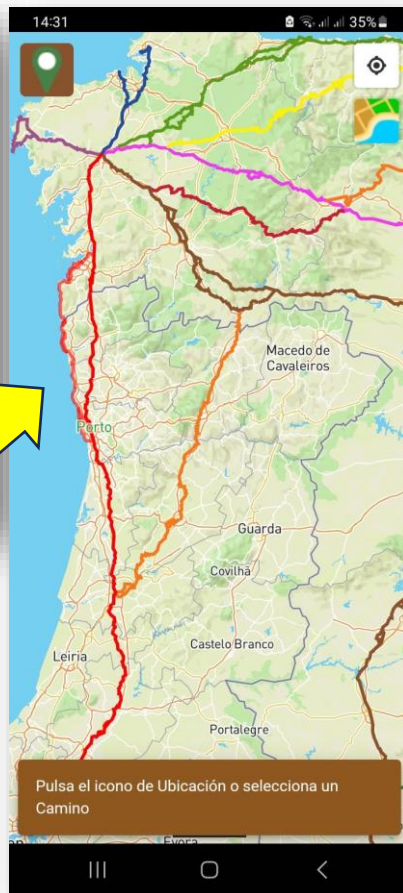 14:31
35%
Macedo de
Cavaleiros
Porto
Guarda
Covilhã
Castelo Branco
Leiria
Portalegre
Pulsa el icono de Ubicación o selecciona un
Camino
Évora